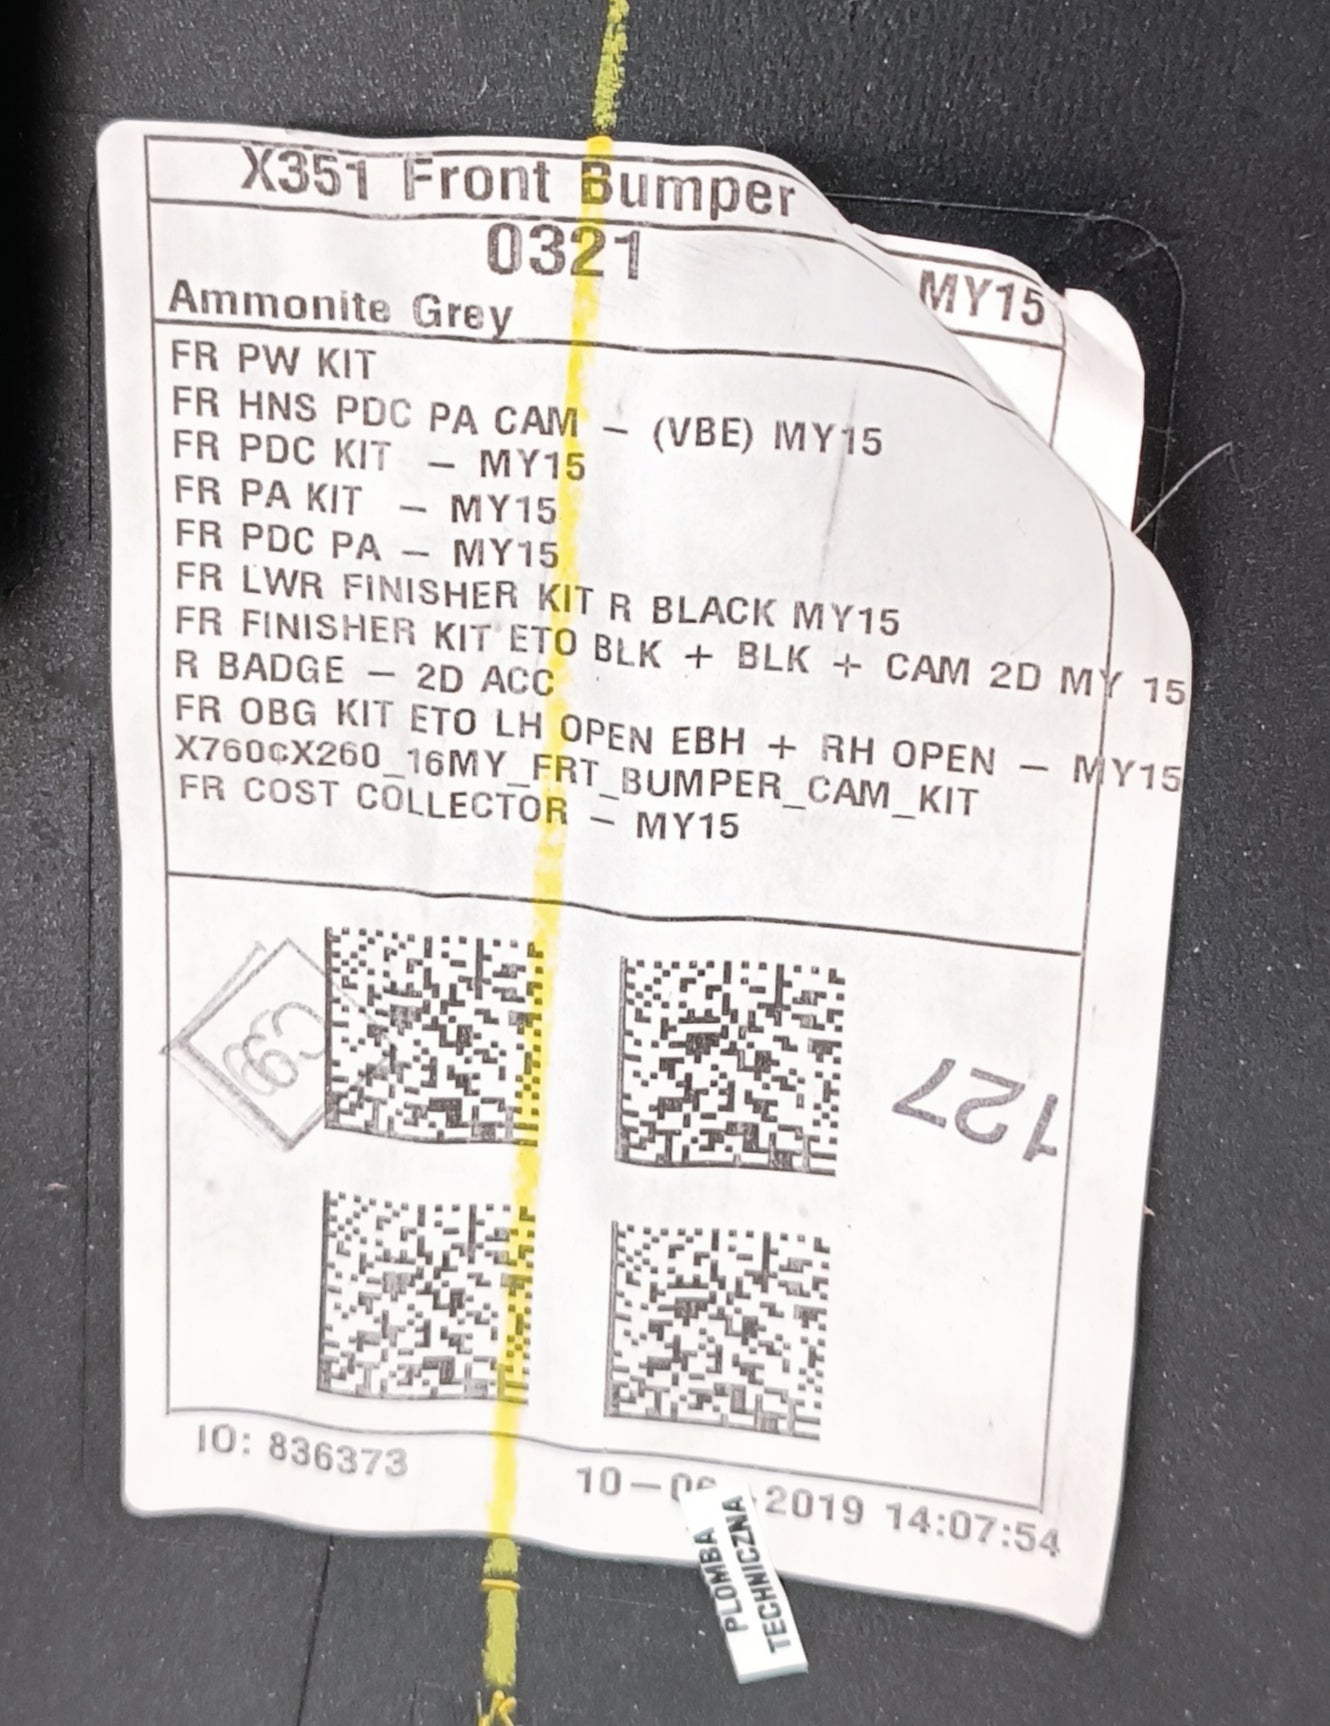 X351 Front Bumper
0321
MY15
Ammonite Grey
FR PW KIT
FR HNS PDC PA CAM – (VBE) MY15
FR PDC KIT – MY15
FR PA KIT – MY15
FR PDC PA – MY15
FR LWR FINISHER KIT R BLACK MY15
FR FINISHER KIT ETO BLK + BLK + CAM 2D MY 15
R BADGE – 2D ACC
FR OBG KIT ETO LH OPEN EBH + RH OPEN – MY15
X760¢X260_16MY_FRT_BUMPER_CAM_KIT
FR COST COLLECTOR – MY15
127
IO: 836373
2019 14:07:54
PLOMBA
TECHNICZNA